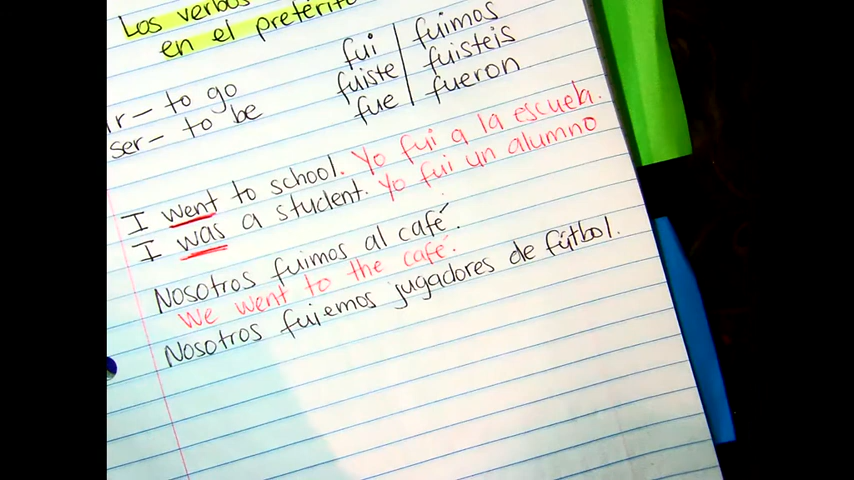 Los verbos
en el pretérito
fui | fuimos
fuiste | fuisteis
fue | fueron
ir - to go
ser - to be
I went to school. Yo fui a la escuela.
I was a student. Yo fui un alumno
Nosotros fuimos al café.
We went to the café.
Nosotros fuiemos jugadores de fútbol.